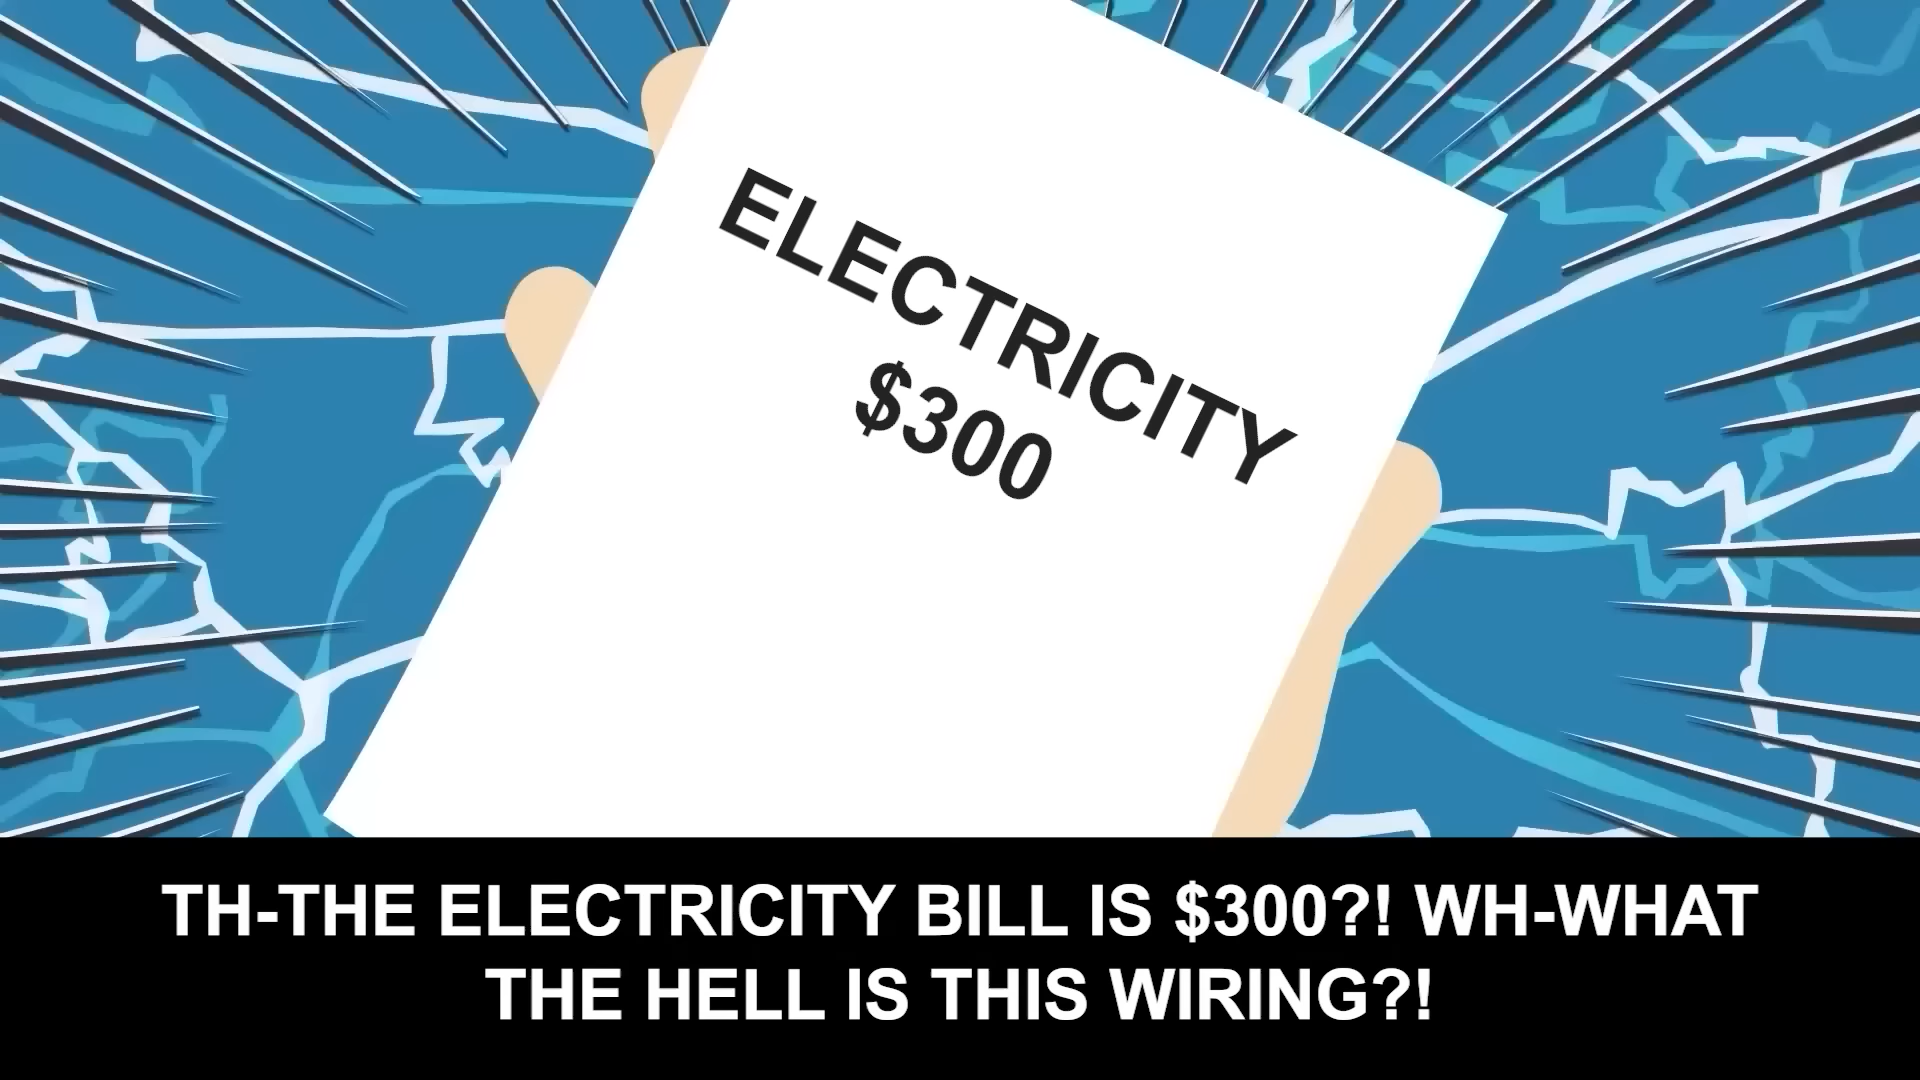 ELECTRICITY
$300
TH-THE ELECTRICITY BILL IS $300?! WH-WHAT
THE HELL IS THIS WIRING?!